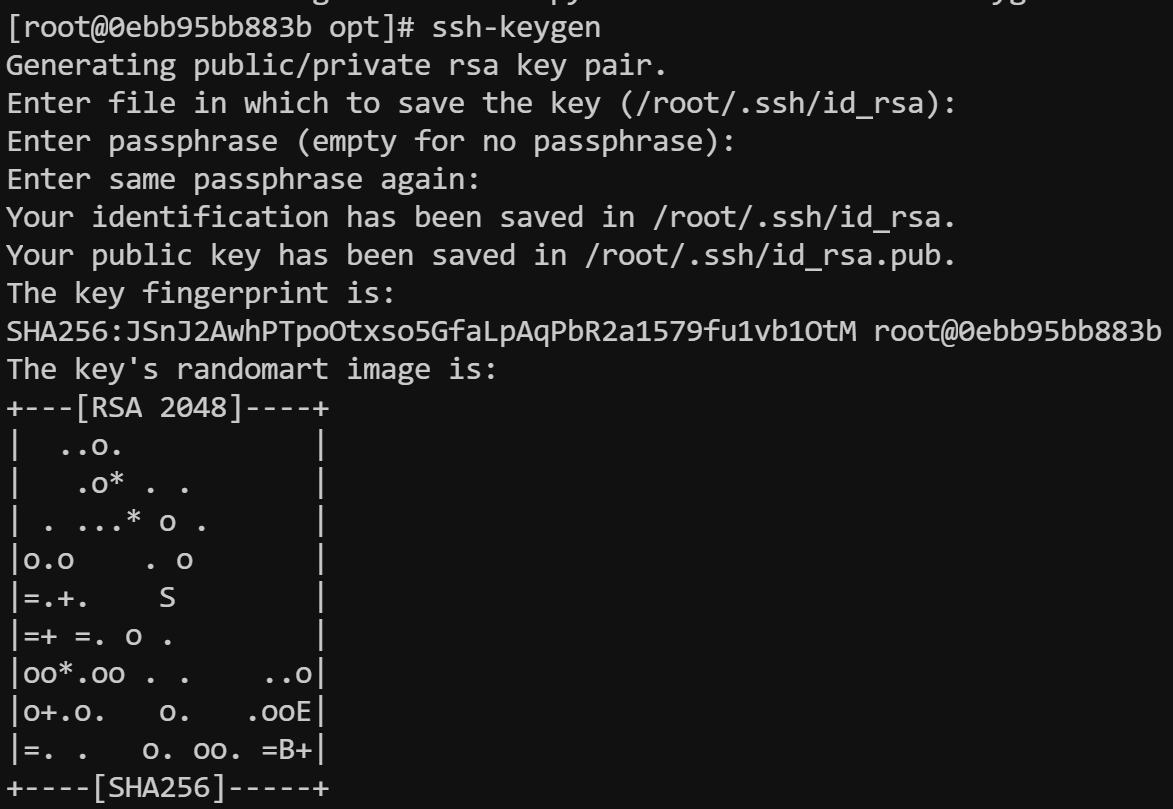 [root@0ebb95bb883b opt]# ssh-keygen
Generating public/private rsa key pair.
Enter file in which to save the key (/root/.ssh/id_rsa):
Enter passphrase (empty for no passphrase):
Enter same passphrase again:
Your identification has been saved in /root/.ssh/id_rsa.
Your public key has been saved in /root/.ssh/id_rsa.pub.
The key fingerprint is:
SHA256:JSnJ2AwhPTpoOtxso5GfaLpAqPbR2a1579fu1vb1OtM root@0ebb95bb883b
The key's randomart image is:
+---[RSA 2048]----+
|  ..o.           |
|   .o* . .       |
| . ...* o .      |
|o.o    . o       |
|=.+.    S        |
|=+ =. o .        |
|oo*.oo . .    ..o|
|o+.o.   o.   .ooE|
|=. .   o. oo. =B+|
+----[SHA256]-----+